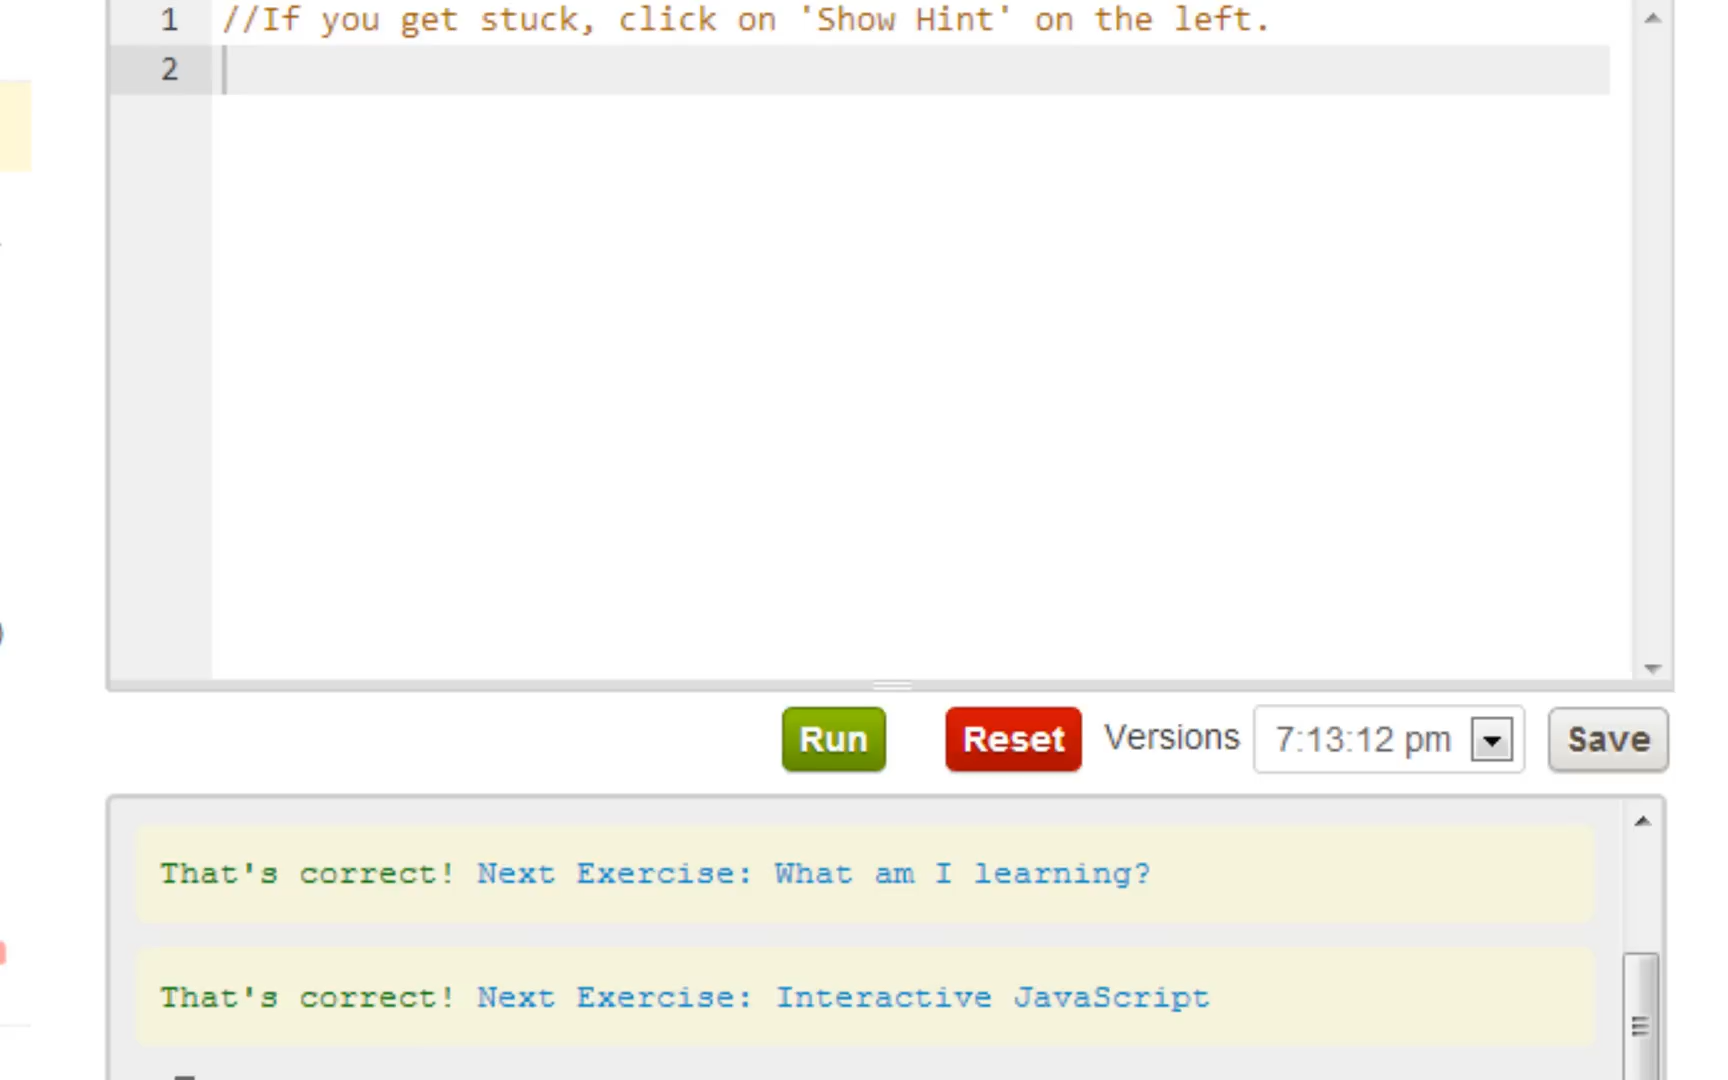 1 //If you get stuck, click on 'Show Hint' on the left.
2
Run Reset Versions 7:13:12 pm Save
That's correct! Next Exercise: What am I learning?
That's correct! Next Exercise: Interactive JavaScript